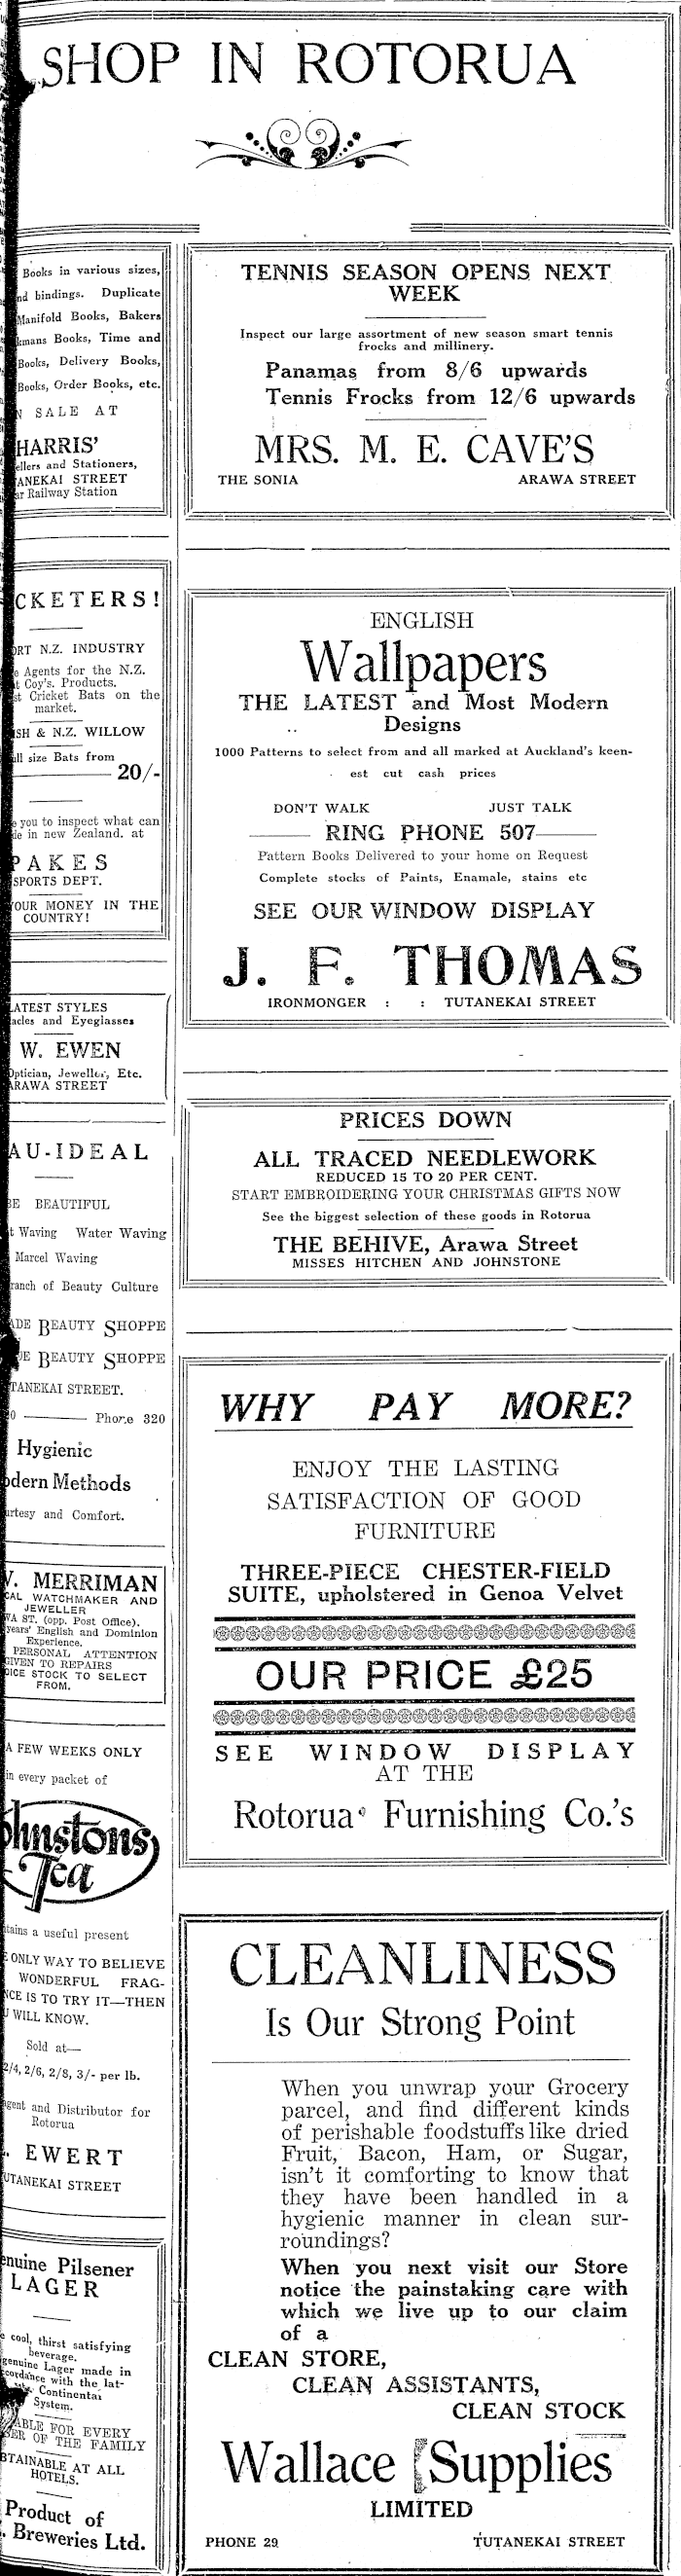 SHOP IN ROTORUA
Books in various sizes,
bindings. Duplicate
Manifold Books, Bakers
Books, Time and
Books, Delivery Books,
Books, Order Books, etc.
SALE AT
HARRIS'
and Stationers,
STREET
Railway Station
N.Z. INDUSTRY
Agents for the N.Z.
Coy's. Products.
Cricket Bats on the
market.
& N.Z. WILLOW
size Bats from
20/-
you to inspect what can
in new Zealand. at
SPORTS DEPT.
YOUR MONEY IN THE
COUNTRY!
LATEST STYLES
and Eyeglasses
W. EWEN
Optician, Jeweller, Etc.
ARAWA STREET
BEAUTIFUL
Waving Water Waving
Marcel Waving
of Beauty Culture
BEAUTY SHOPPE
BEAUTY SHOPPE
STREET.
Phone 320
Hygienic
Methods
and Comfort.
MERRIMAN
WATCHMAKER AND
JEWELLER
ST. (opp. Post Office).
years' English and Dominion
Experience.
PERSONAL ATTENTION
GIVEN TO REPAIRS
STOCK TO SELECT
FROM.
A FEW WEEKS ONLY
in every packet of
Johnstons
Tea
a useful present
ONLY WAY TO BELIEVE
WONDERFUL FRAG-
IS TO TRY IT—THEN
WILL KNOW.
Sold at—
2/4, 2/6, 2/8, 3/- per lb.
and Distributor for
Rotorua
EWERT
STREET
Pilsener
LAGER
cool, thirst satisfying
beverage.
genuine Lager made in
with the lat-
Continental
System.
FOR EVERY
OF THE FAMILY
AT ALL
HOTELS.
Product of
Breweries Ltd.
TENNIS SEASON OPENS NEXT
WEEK
Inspect our large assortment of new season smart tennis
frocks and millinery.
Panamas from 8/6 upwards
Tennis Frocks from 12/6 upwards
MRS. M. E. CAVE'S
THE SONIA ARAWA STREET
ENGLISH
Wallpapers
THE LATEST and Most Modern
Designs
1000 Patterns to select from and all marked at Auckland's keen-
est cut cash prices
DON'T WALK JUST TALK
RING PHONE 507
Pattern Books Delivered to your home on Request
Complete stocks of Paints, Enamale, stains etc
SEE OUR WINDOW DISPLAY
J. F. THOMAS
IRONMONGER : : TUTANEKAI STREET
PRICES DOWN
ALL TRACED NEEDLEWORK
REDUCED 15 TO 20 PER CENT.
START EMBROIDERING YOUR CHRISTMAS GIFTS NOW
See the biggest selection of these goods in Rotorua
THE BEHIVE, Arawa Street
MISSES HITCHEN AND JOHNSTONE
WHY PAY MORE?
ENJOY THE LASTING
SATISFACTION OF GOOD
FURNITURE
THREE-PIECE CHESTER-FIELD
SUITE, upholstered in Genoa Velvet
OUR PRICE £25
SEE WINDOW DISPLAY
AT THE
Rotorua Furnishing Co.'s
CLEANLINESS
Is Our Strong Point
When you unwrap your Grocery
parcel, and find different kinds
of perishable foodstuffs like dried
Fruit, Bacon, Ham, or Sugar,
isn't it comforting to know that
they have been handled in a
hygienic manner in clean sur-
roundings?
When you next visit our Store
notice the painstaking care with
which we live up to our claim
of a
CLEAN STORE,
CLEAN ASSISTANTS,
CLEAN STOCK
Wallace Supplies
LIMITED
PHONE 29. TUTANEKAI STREET